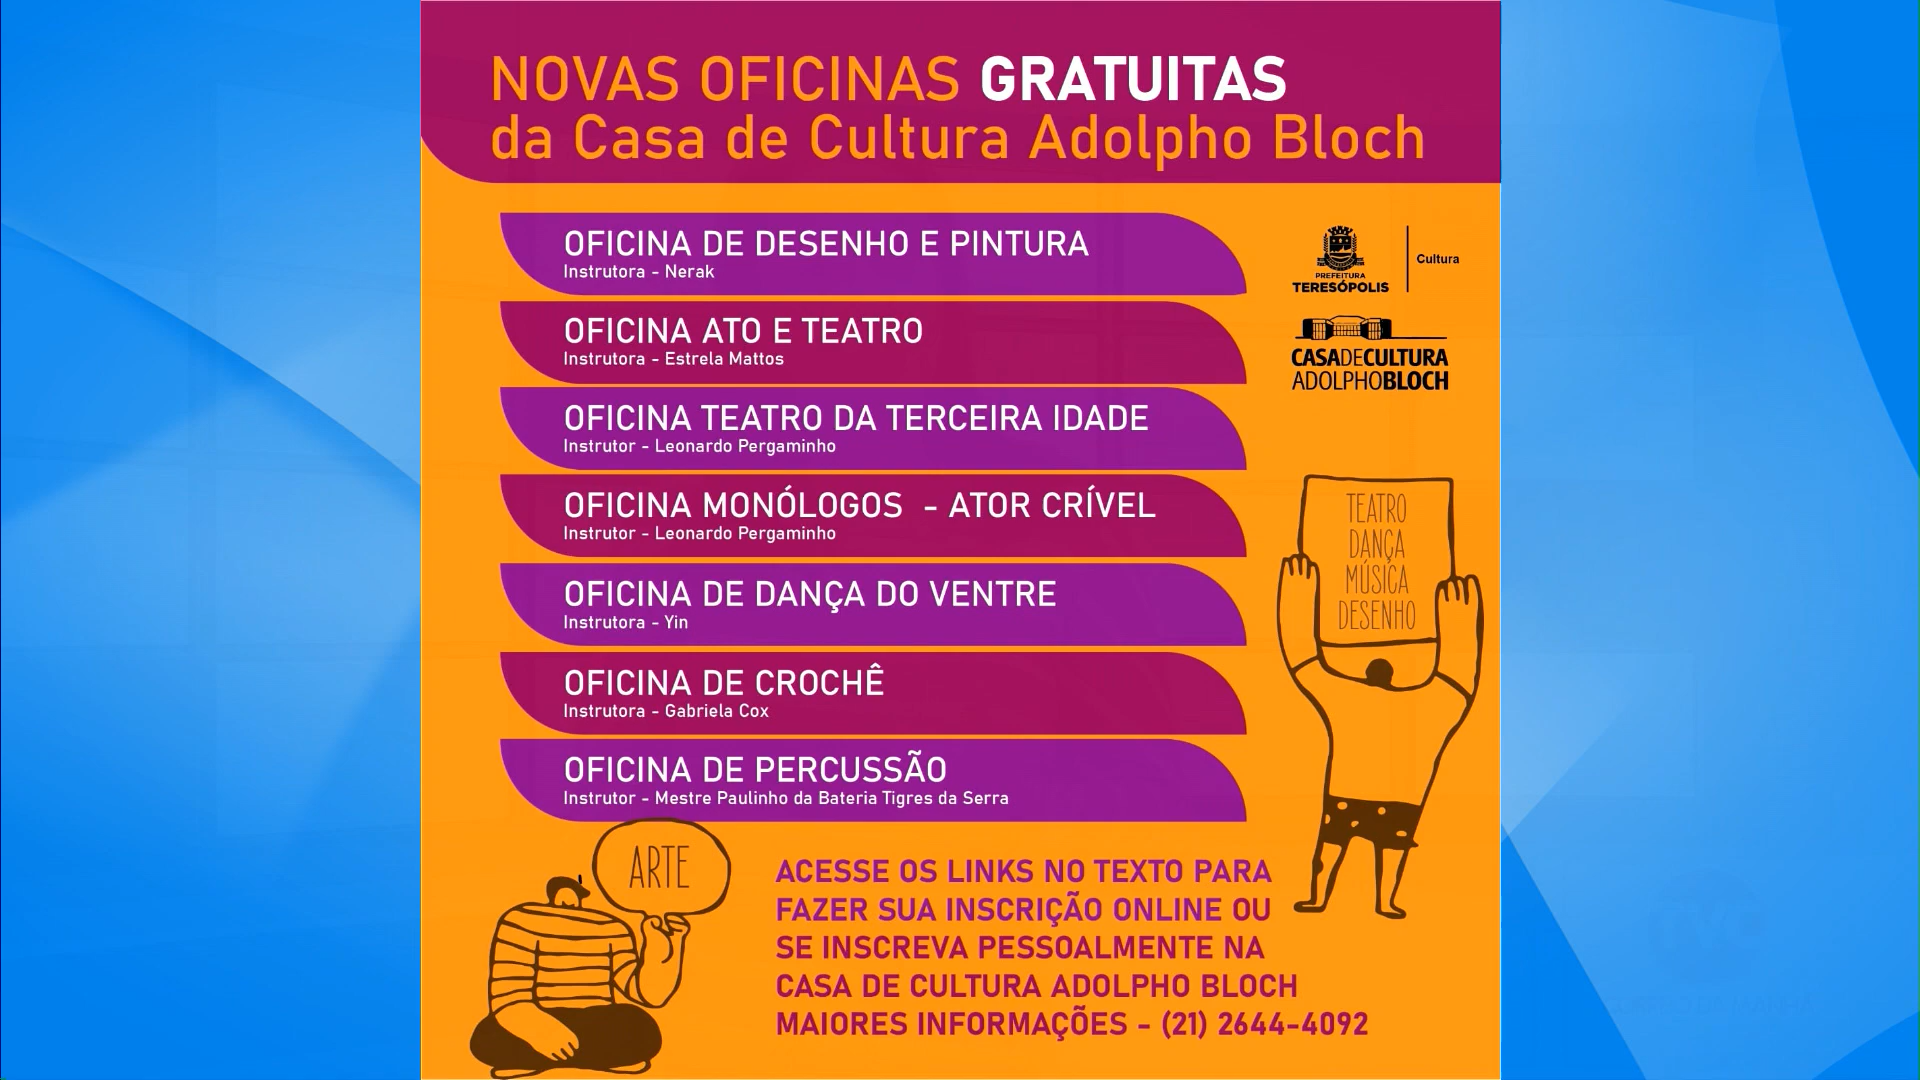 NOVAS OFICINAS GRATUITAS
da Casa de Cultura Adolpho Bloch
OFICINA DE DESENHO E PINTURA
Instrutora - Nerak
OFICINA ATO E TEATRO
Instrutora - Estrela Mattos
OFICINA TEATRO DA TERCEIRA IDADE
Instrutor - Leonardo Pergaminho
OFICINA MONÓLOGOS - ATOR CRÍVEL
Instrutor - Leonardo Pergaminho
OFICINA DE DANÇA DO VENTRE
Instrutora - Yin
OFICINA DE CROCHÊ
Instrutora - Gabriela Cox
OFICINA DE PERCUSSÃO
Instrutor - Mestre Paulinho da Bateria Tigres da Serra
PREFEITURA
TERESÓPOLIS
Cultura
CASADECULTURA
ADOLPHOBLOCH
TEATRO
DANÇA
MÚSICA
DESENHO
ARTE
ACESSE OS LINKS NO TEXTO PARA
FAZER SUA INSCRIÇÃO ONLINE OU
SE INSCREVA PESSOALMENTE NA
CASA DE CULTURA ADOLPHO BLOCH
MAIORES INFORMAÇÕES - (21) 2644-4092